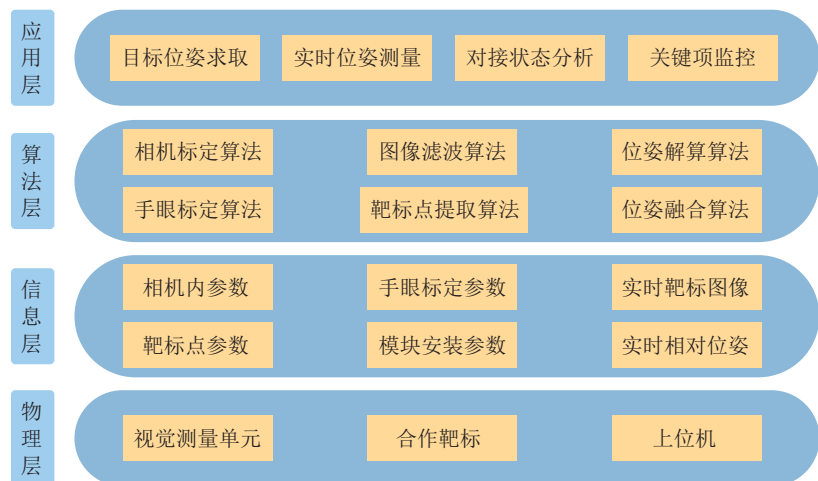 应用层
目标位姿求取 实时位姿测量 对接状态分析 关键项监控
算法层
相机标定算法 图像滤波算法 位姿解算算法
手眼标定算法 靶标点提取算法 位姿融合算法
信息层
相机内参数 手眼标定参数 实时靶标图像
靶标点参数 模块安装参数 实时相对位姿
物理层
视觉测量单元 合作靶标 上位机